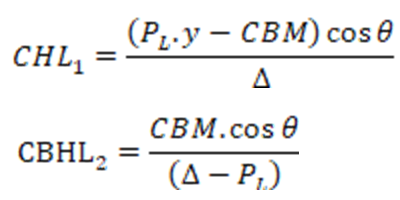 CHL₁ = (P_L.y − CBM) cos θ / Δ
CBHL₂ = CBM.cos θ / (Δ − P_L)